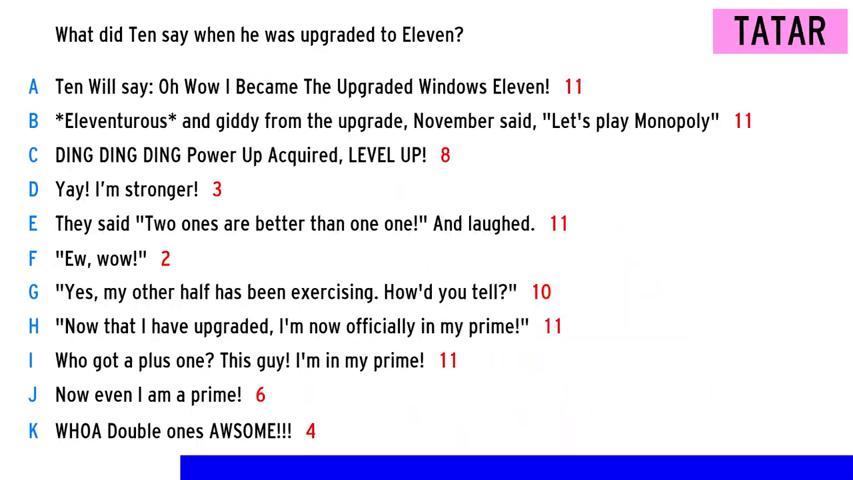 What did Ten say when he was upgraded to Eleven?
TATAR
A Ten Will say: Oh Wow I Became The Upgraded Windows Eleven! 11
B *Eleventurous* and giddy from the upgrade, November said, "Let's play Monopoly" 11
C DING DING DING Power Up Acquired, LEVEL UP! 8
D Yay! I'm stronger! 3
E They said "Two ones are better than one one!" And laughed. 11
F "Ew, wow!" 2
G "Yes, my other half has been exercising. How'd you tell?" 10
H "Now that I have upgraded, I'm now officially in my prime!" 11
I Who got a plus one? This guy! I'm in my prime! 11
J Now even I am a prime! 6
K WHOA Double ones AWSOME!!! 4